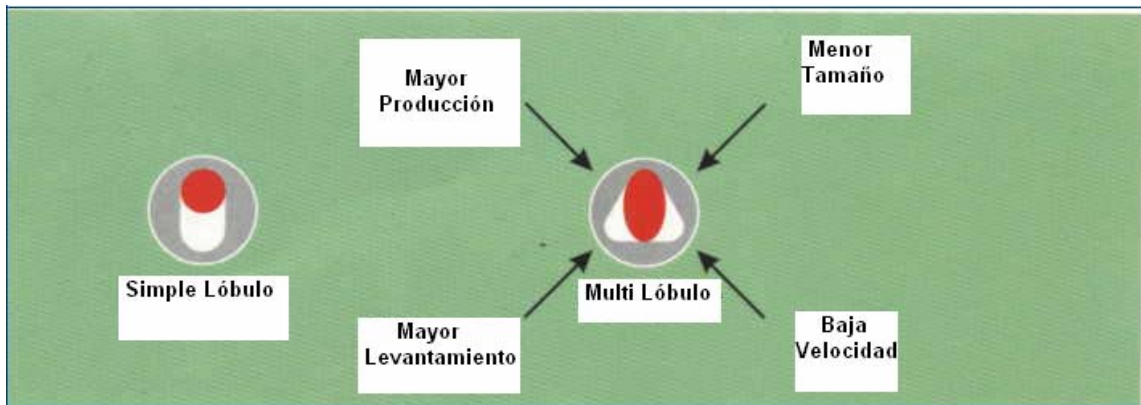 Mayor
Producción
Menor
Tamaño
Simple Lóbulo
Multi Lóbulo
Mayor
Levantamiento
Baja
Velocidad